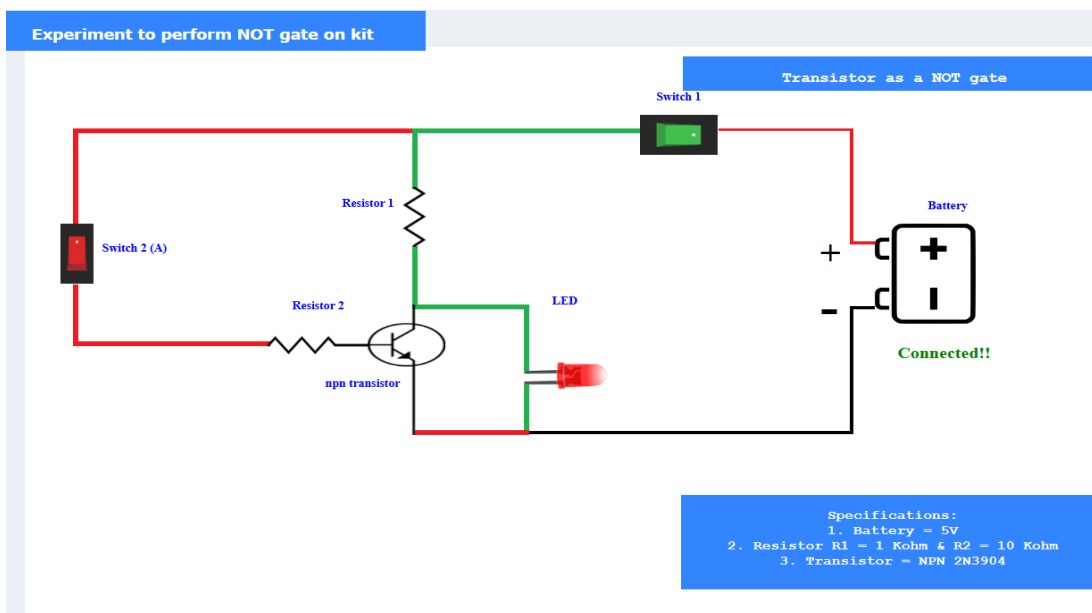 Experiment to perform NOT gate on kit
Transistor as a NOT gate
Switch 1
Resistor 1
Battery
Switch 2 (A)
+
Resistor 2
LED
-
Connected!!
npn transistor
Specifications:
1. Battery = 5V
2. Resistor R1 = 1 Kohm & R2 = 10 Kohm
3. Transistor = NPN 2N3904